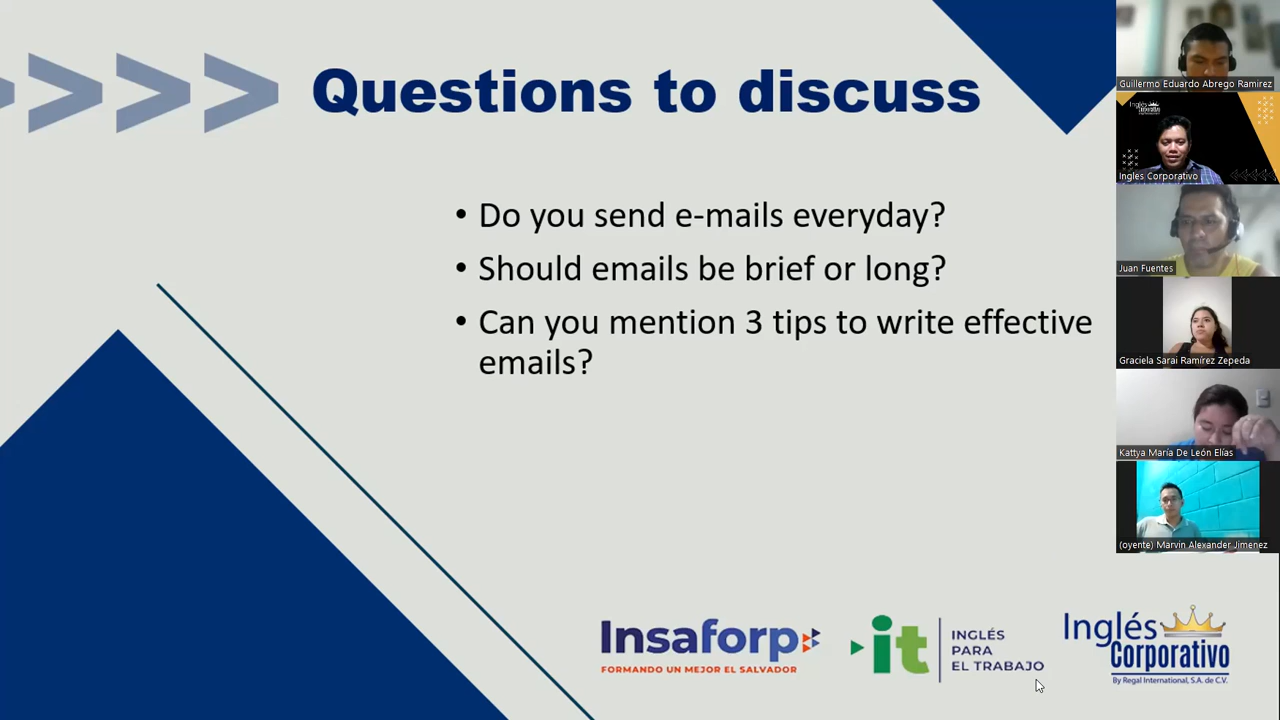 Questions to discuss
• Do you send e-mails everyday?
• Should emails be brief or long?
• Can you mention 3 tips to write effective
emails?
Insaforp
FORMANDO UN MEJOR EL SALVADOR
it
INGLÉS
PARA
EL TRABAJO
Inglés
Corporativo
By Regal International, S.A. de C.V.
Guillermo Eduardo Abrego Ramirez
Inglés
Corporativo
Ingles Corporativo
Juan Fuentes
Graciela Sarai Ramírez Zepeda
Kattya María De León Elías
(oyente) Marvin Alexander Jimenez